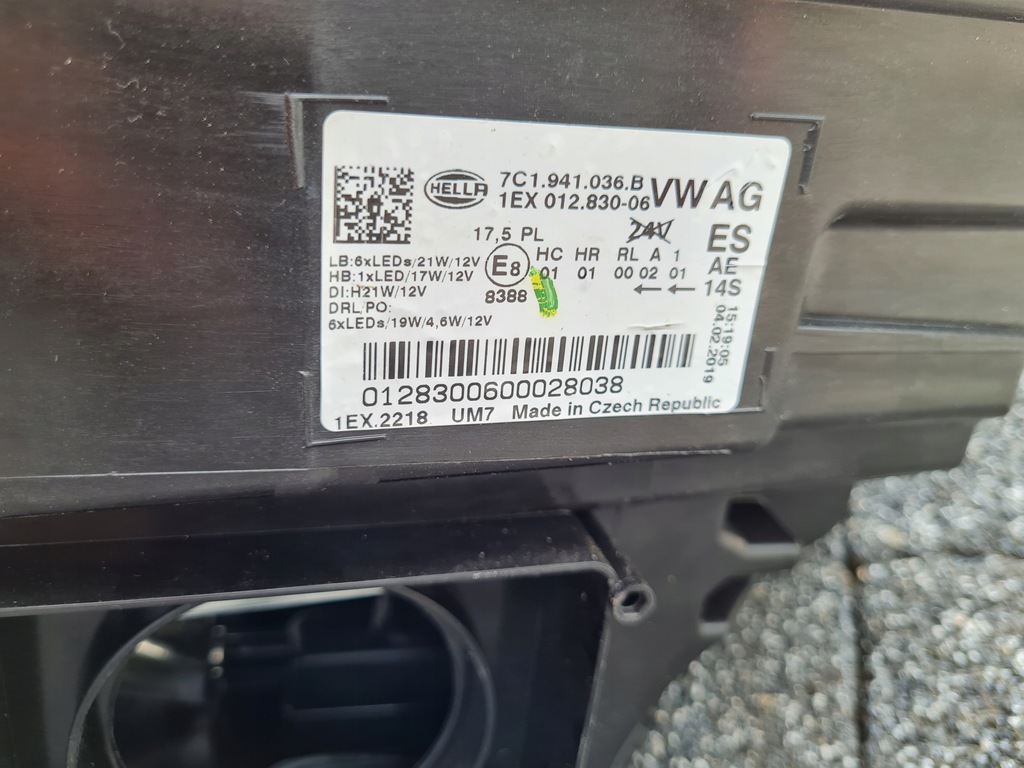 HELLA
7C1.941.036.B VW AG
1EX 012.830-06
17,5 PL 24V ES
LB:6xLEDs/21W/12V E8 HC HR RL A 1 AE
HB:1xLED/17W/12V 01 01 00 02 01
DI:H21W/12V 8388 ←← 14S
DRL/PO:
6xLEDs/19W/4,6W/12V
15:19:05
04.02.2019
0128300600028038
1EX.2218 UM7 Made in Czech Republic